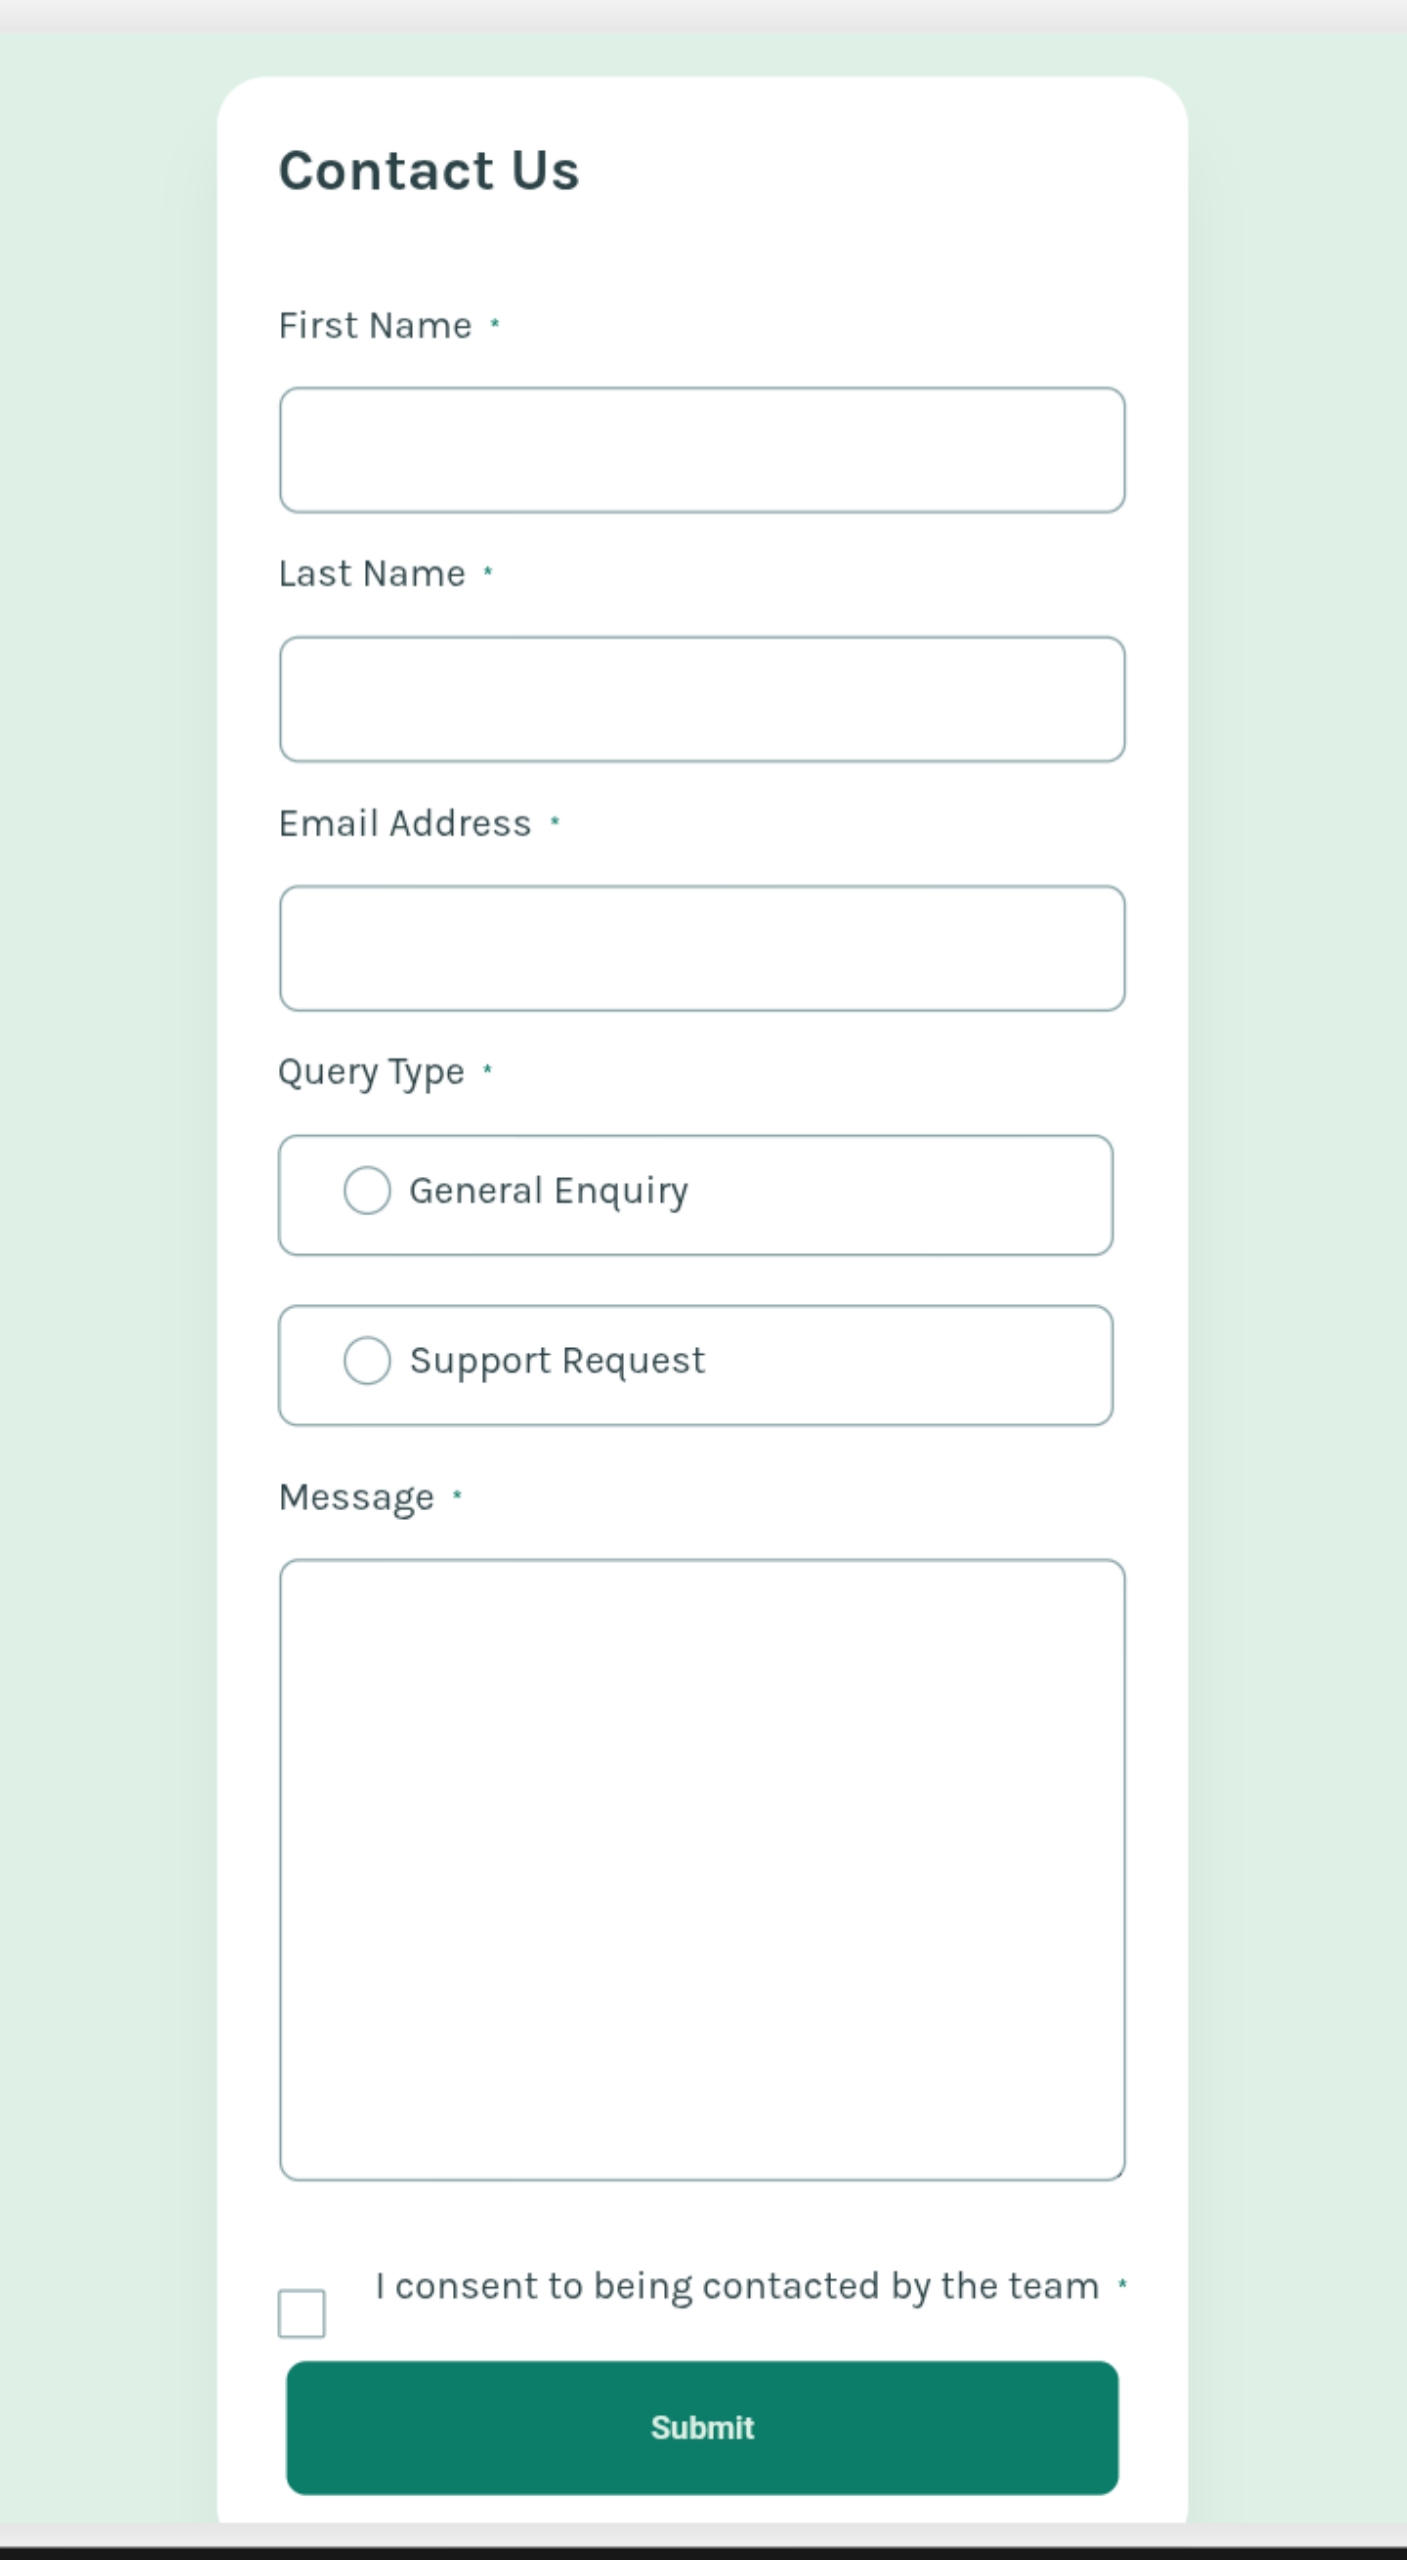 Contact Us
First Name *
Last Name *
Email Address *
Query Type *
General Enquiry
Support Request
Message *
I consent to being contacted by the team *
Submit